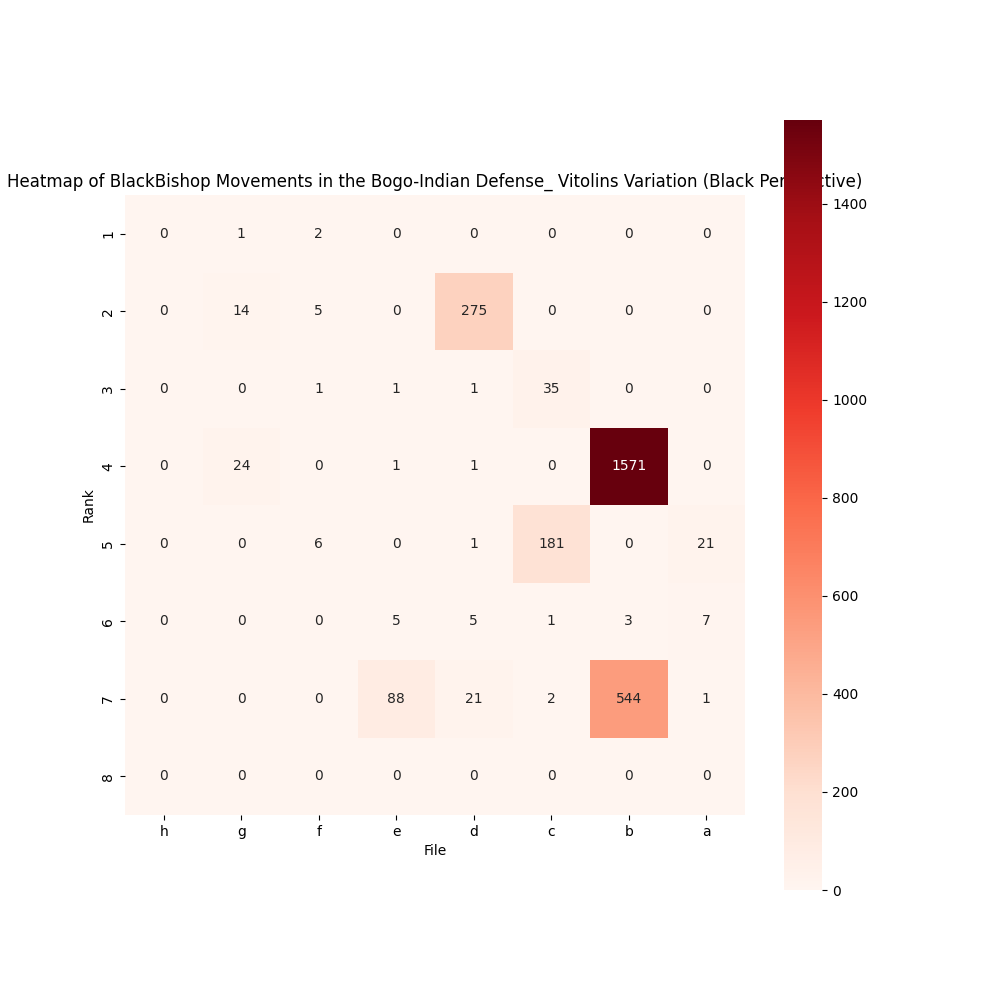 Heatmap of BlackBishop Movements in the Bogo-Indian Defense_ Vitolins Variation (Black Per ctive)
1 0 1 2 0 0 0 0 0
2 0 14 5 0 275 0 0 0
3 0 0 1 1 1 35 0 0
4 0 24 0 1 1 0 1571 0
5 0 0 6 0 1 181 0 21
6 0 0 0 5 5 1 3 7
7 0 0 0 88 21 2 544 1
8 0 0 0 0 0 0 0 0
h g f e d c b a
File
Rank
1400
1200
1000
800
600
400
200
0